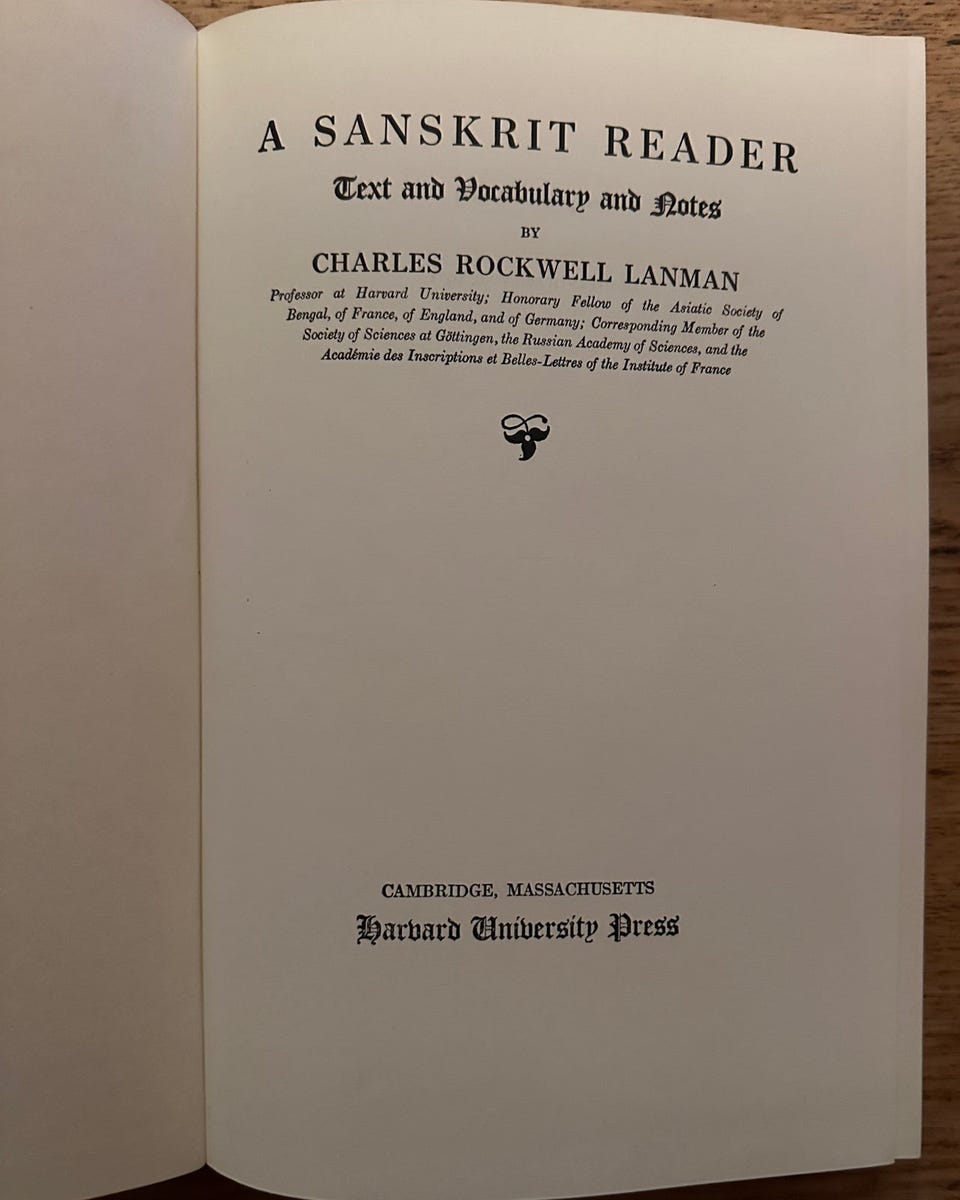 A SANSKRIT READER
Text and Vocabulary and Notes
BY
CHARLES ROCKWELL LANMAN
Professor at Harvard University; Honorary Fellow of the Asiatic Society of
Bengal, of France, of England, and of Germany; Corresponding Member of the
Society of Sciences at Göttingen, the Russian Academy of Sciences, and the
Académie des Inscriptions et Belles-Lettres of the Institute of France
CAMBRIDGE, MASSACHUSETTS
Harvard University Press